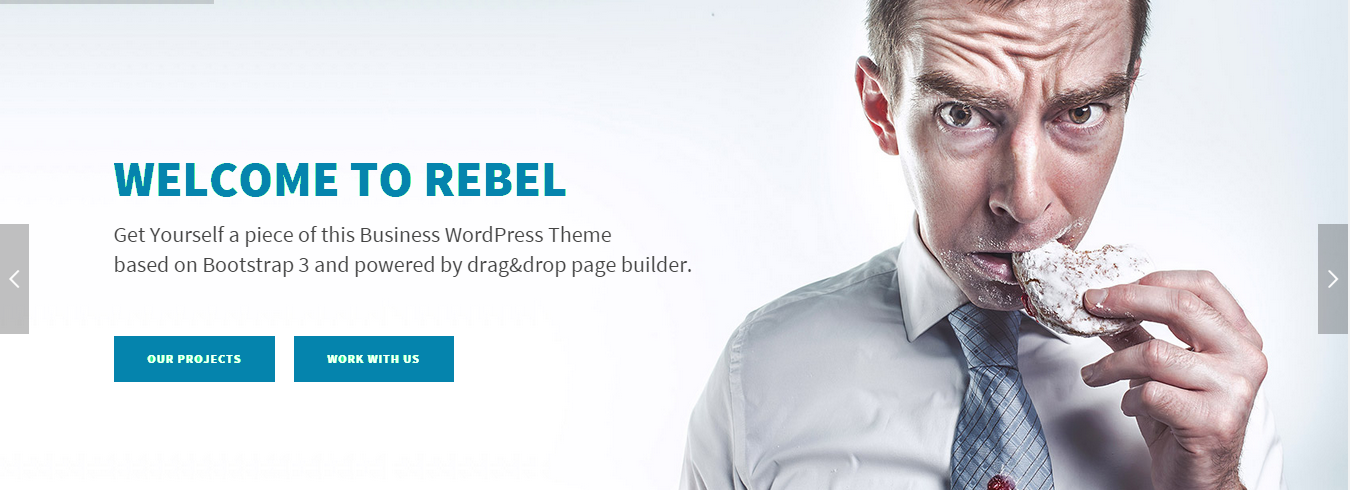 WELCOME TO REBEL
Get Yourself a piece of this Business WordPress Theme
based on Bootstrap 3 and powered by drag&drop page builder.
OUR PROJECTS
WORK WITH US